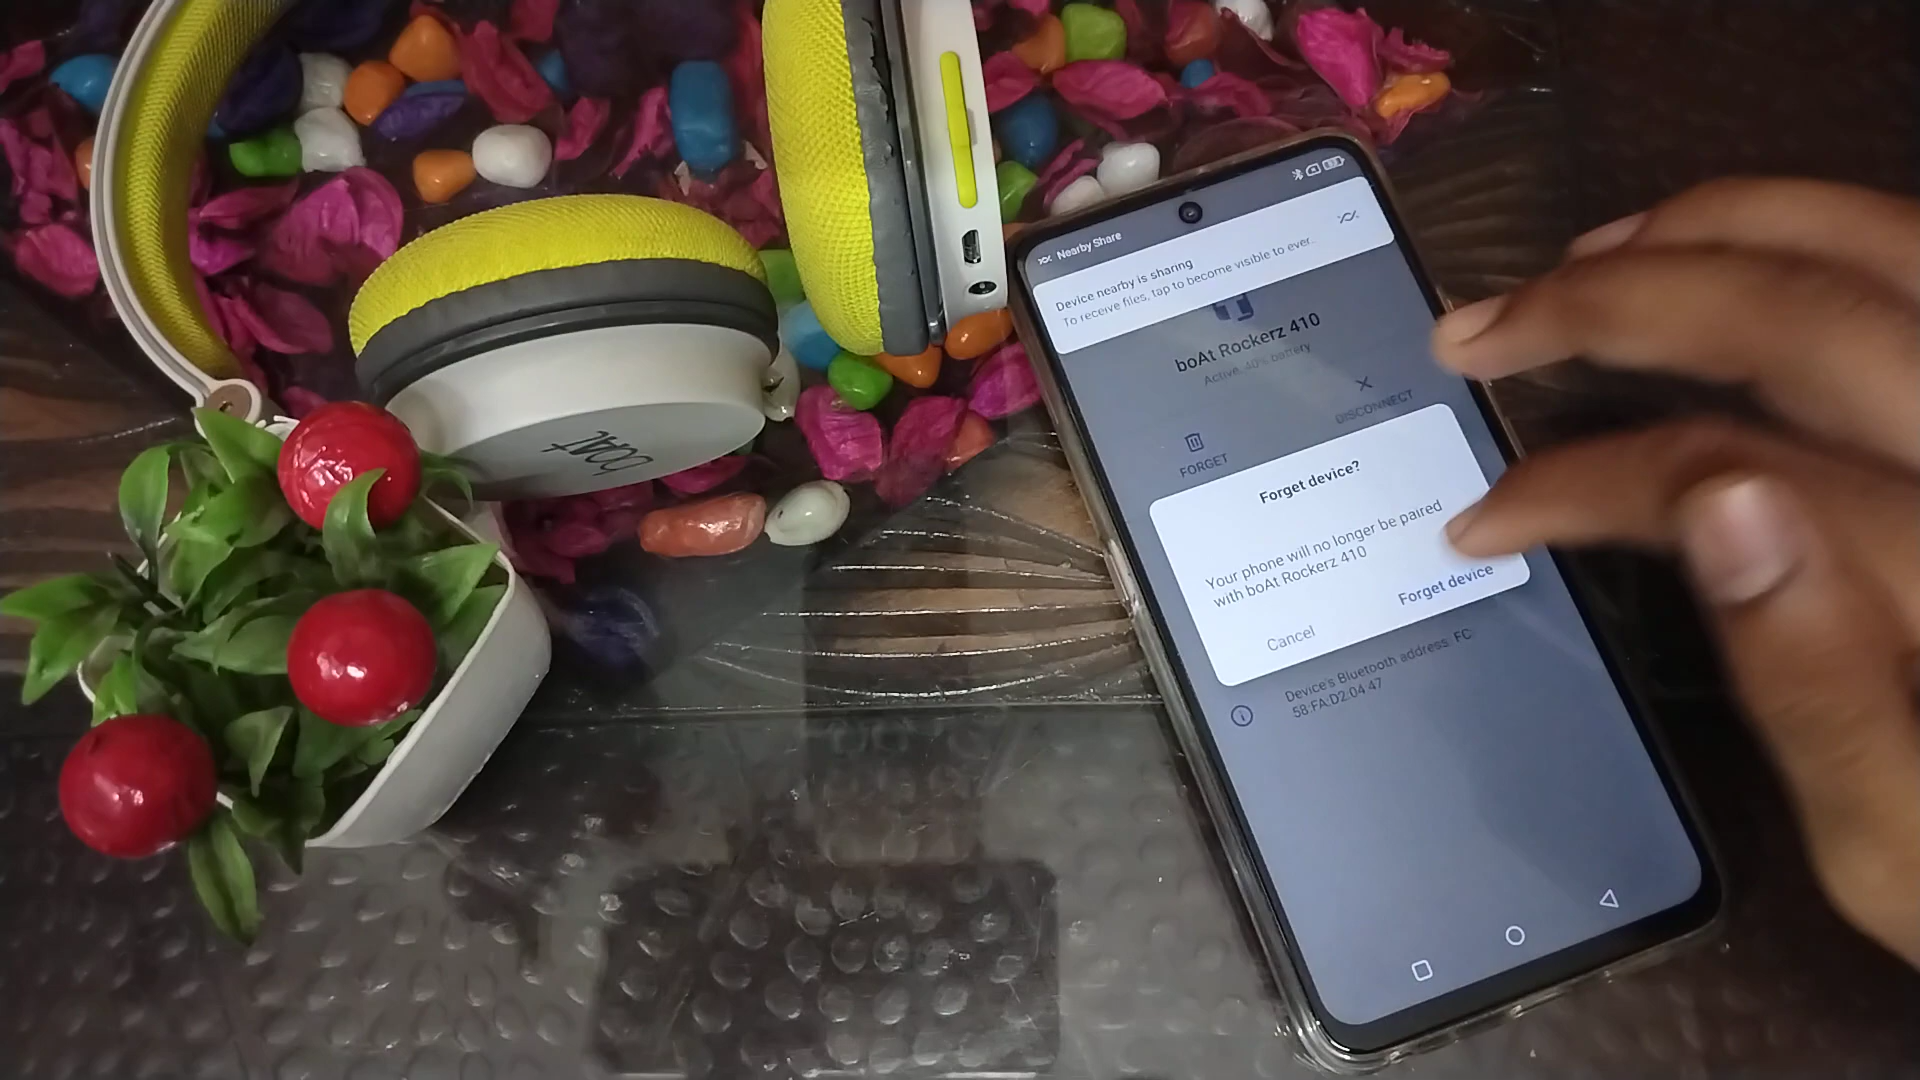 boAt
Nearby Share
Device nearby is sharing
To receive files, tap to become visible to ever...
boAt Rockerz 410
Active, 40% battery
DISCONNECT
FORGET
Forget device?
Your phone will no longer be paired
with boAt Rockerz 410
Forget device
Cancel
Device's Bluetooth address: FC:
58:FA:D2:04:47